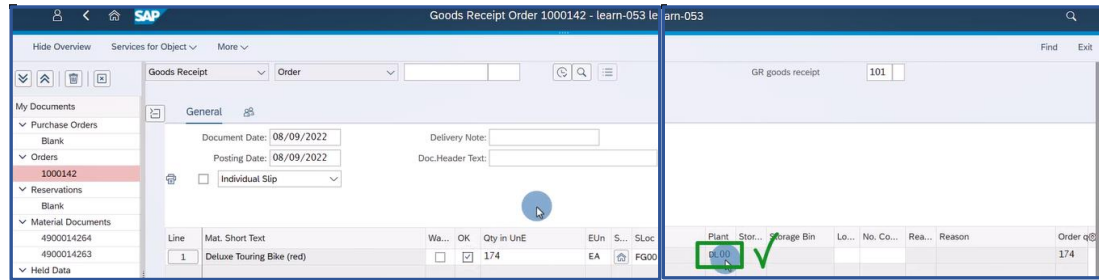 SAP Goods Receipt Order 1000142 - learn-053 le arn-053
Hide Overview Services for Object More Find Exit
Goods Receipt Order GR goods receipt 101
My Documents General
Purchase Orders
Blank Document Date: 08/09/2022 Delivery Note:
Orders Posting Date: 08/09/2022 Doc.Header Text:
1000142 Individual Slip
Reservations
Blank
Material Documents
4900014264 Line Mat. Short Text Wa... OK Qty in UnE EUn S... SLoc Plant Stor... Storage Bin Lo... No. Co... Rea... Reason Order q
4900014263 1 Deluxe Touring Bike (red) 174 EA FG00 DL00 174
Held Data